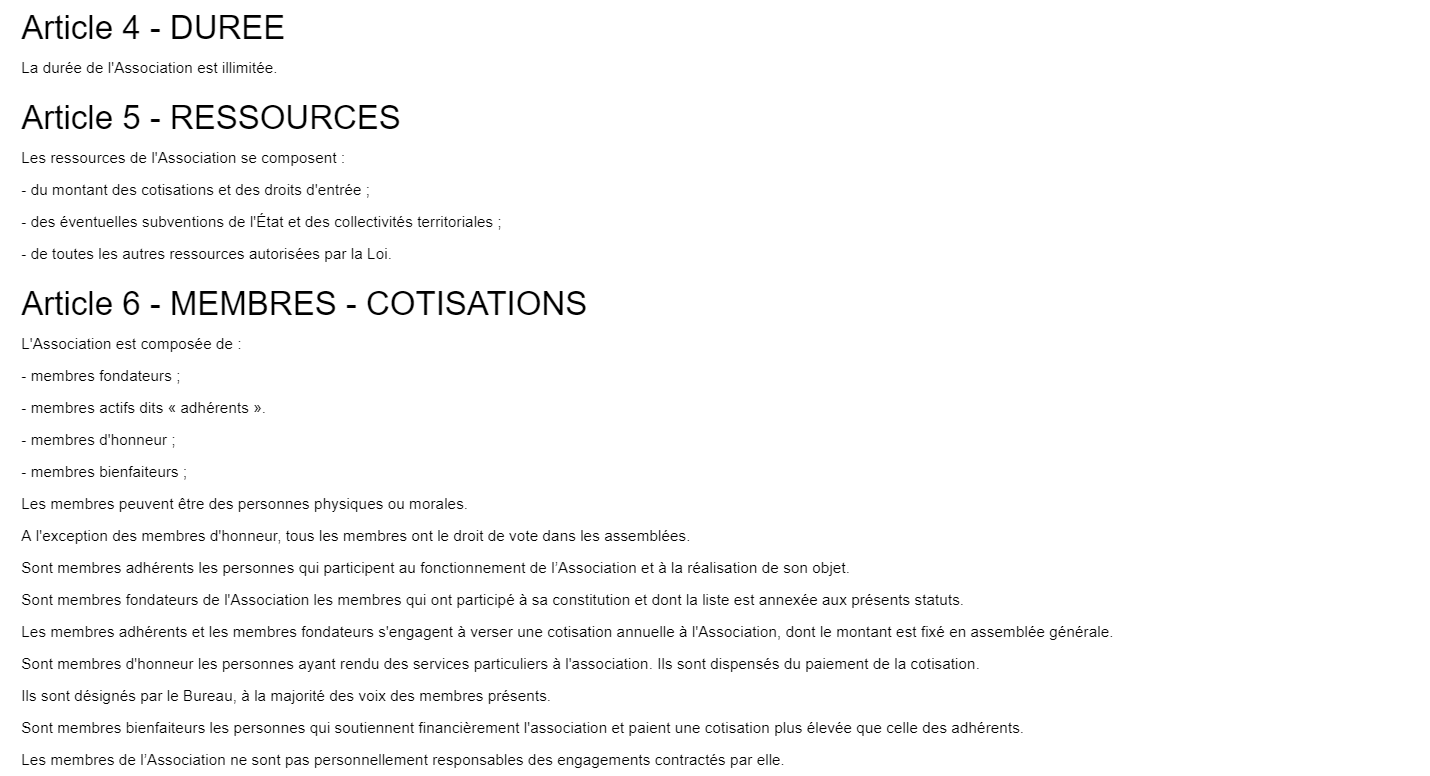 Article 4 - DUREE
La durée de l'Association est illimitée.
Article 5 - RESSOURCES
Les ressources de l'Association se composent :
- du montant des cotisations et des droits d'entrée ;
- des éventuelles subventions de l'État et des collectivités territoriales ;
- de toutes les autres ressources autorisées par la Loi.
Article 6 - MEMBRES - COTISATIONS
L'Association est composée de :
- membres fondateurs ;
- membres actifs dits « adhérents ».
- membres d'honneur ;
- membres bienfaiteurs ;
Les membres peuvent être des personnes physiques ou morales.
A l'exception des membres d'honneur, tous les membres ont le droit de vote dans les assemblées.
Sont membres adhérents les personnes qui participent au fonctionnement de l’Association et à la réalisation de son objet.
Sont membres fondateurs de l'Association les membres qui ont participé à sa constitution et dont la liste est annexée aux présents statuts.
Les membres adhérents et les membres fondateurs s'engagent à verser une cotisation annuelle à l'Association, dont le montant est fixé en assemblée générale.
Sont membres d'honneur les personnes ayant rendu des services particuliers à l'association. Ils sont dispensés du paiement de la cotisation.
Ils sont désignés par le Bureau, à la majorité des voix des membres présents.
Sont membres bienfaiteurs les personnes qui soutiennent financièrement l'association et paient une cotisation plus élevée que celle des adhérents.
Les membres de l’Association ne sont pas personnellement responsables des engagements contractés par elle.